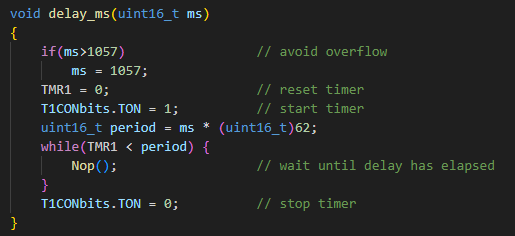 void delay_ms(uint16_t ms)
{
    if(ms>1057)                   // avoid overflow
        ms = 1057;
    TMR1 = 0;                     // reset timer
    T1CONbits.TON = 1;            // start timer
    uint16_t period = ms * (uint16_t)62;
    while(TMR1 < period) {
        Nop();                    // wait until delay has elapsed
    }
    T1CONbits.TON = 0;            // stop timer
}